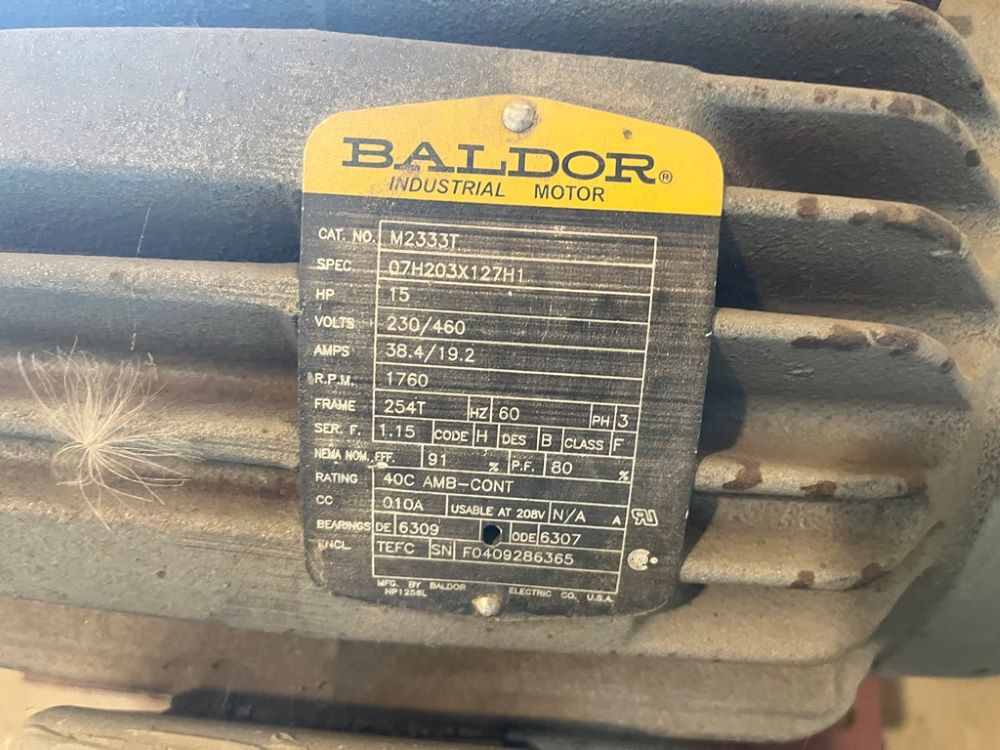 BALDOR®
INDUSTRIAL MOTOR
CAT. NO. M2333T
SPEC. 07H203X127H1
HP 15
VOLTS 230/460
AMPS 38.4/19.2
R.P.M. 1760
FRAME 254T HZ 60 PH 3
SER. F. 1.15 CODE H DES B CLASS F
NEMA NOM. EFF. 91 % P.F. 80 %
RATING 40C AMB-CONT
CC 010A USABLE AT 208V N/A A
BEARINGS DE 6309 ODE 6307
ENCL. TEFC SN F0409286365
MFG. BY BALDOR ELECTRIC CO. U.S.A.
NP1256L